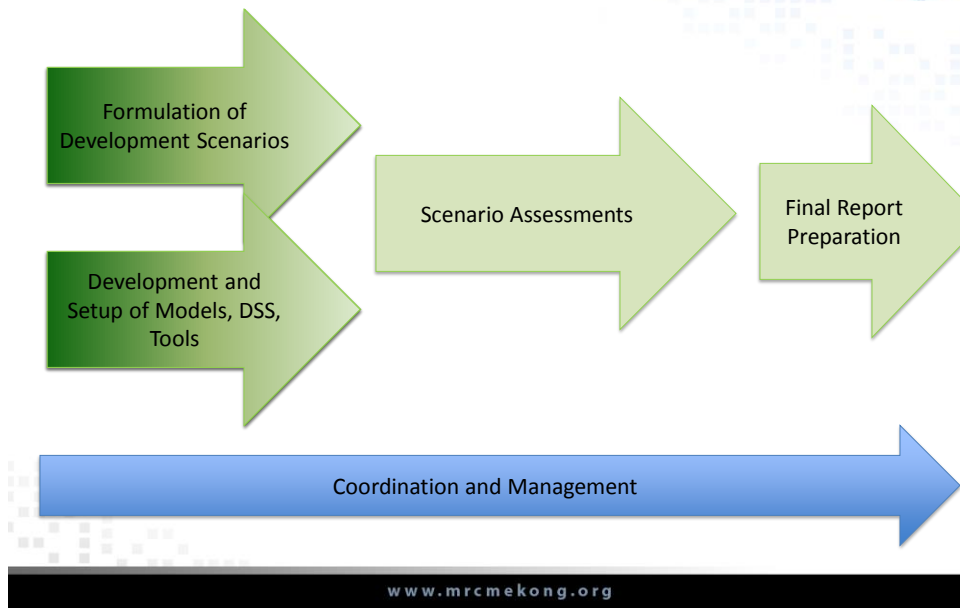 Formulation of
Development Scenarios
Development and
Setup of Models, DSS,
Tools
Scenario Assessments
Final Report
Preparation
Coordination and Management
www.mrcmekong.org